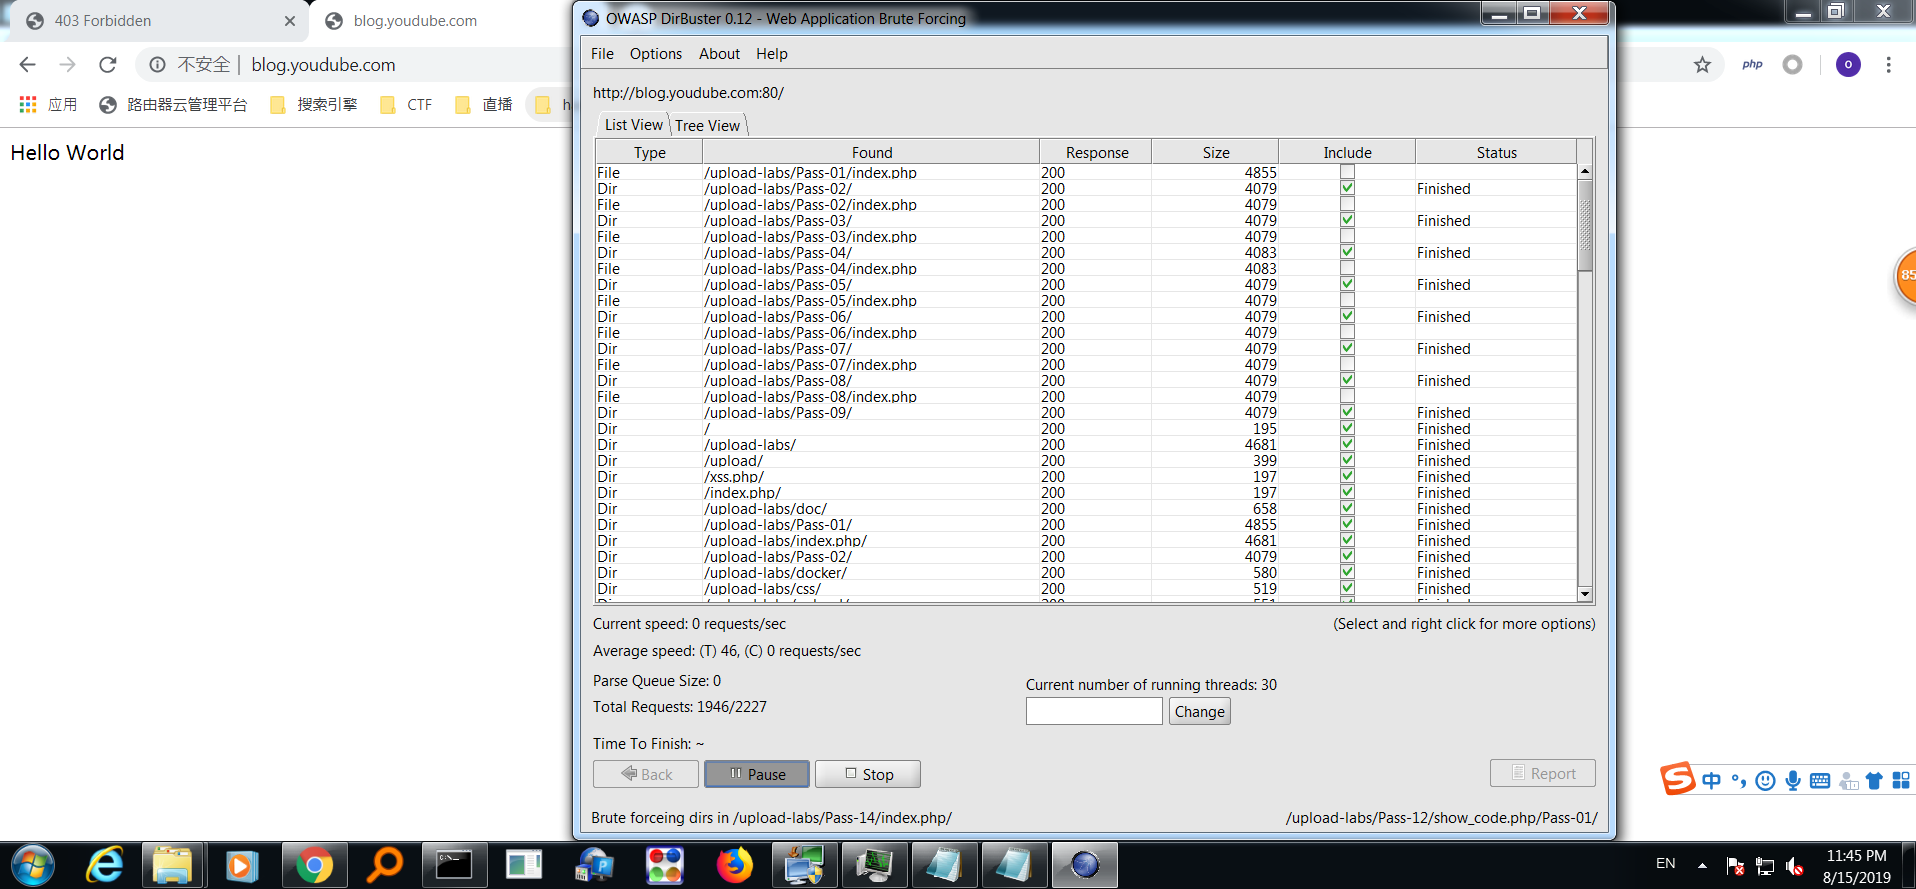 403 Forbidden
blog.youdube.com
OWASP DirBuster 0.12 - Web Application Brute Forcing
不安全 | blog.youdube.com
php
O
应用
路由器云管理平台
搜索引擎
CTF
直播
Hello World
File Options About Help
http://blog.youdube.com:80/
List View Tree View
Type Found Response Size Include Status
File /upload-labs/Pass-01/index.php 200 4855
Dir /upload-labs/Pass-02/ 200 4079 Finished
File /upload-labs/Pass-02/index.php 200 4079
Dir /upload-labs/Pass-03/ 200 4079 Finished
File /upload-labs/Pass-03/index.php 200 4079
Dir /upload-labs/Pass-04/ 200 4083 Finished
File /upload-labs/Pass-04/index.php 200 4083
Dir /upload-labs/Pass-05/ 200 4079 Finished
File /upload-labs/Pass-05/index.php 200 4079
Dir /upload-labs/Pass-06/ 200 4079 Finished
File /upload-labs/Pass-06/index.php 200 4079
Dir /upload-labs/Pass-07/ 200 4079 Finished
File /upload-labs/Pass-07/index.php 200 4079
Dir /upload-labs/Pass-08/ 200 4079 Finished
File /upload-labs/Pass-08/index.php 200 4079
Dir /upload-labs/Pass-09/ 200 4079 Finished
Dir / 200 195 Finished
Dir /upload-labs/ 200 4681 Finished
Dir /upload/ 200 399 Finished
Dir /xss.php/ 200 197 Finished
Dir /index.php/ 200 197 Finished
Dir /upload-labs/doc/ 200 658 Finished
Dir /upload-labs/Pass-01/ 200 4855 Finished
Dir /upload-labs/index.php/ 200 4681 Finished
Dir /upload-labs/Pass-02/ 200 4079 Finished
Dir /upload-labs/docker/ 200 580 Finished
Dir /upload-labs/css/ 200 519 Finished
Current speed: 0 requests/sec
(Select and right click for more options)
Average speed: (T) 46, (C) 0 requests/sec
Parse Queue Size: 0
Current number of running threads: 30
Total Requests: 1946/2227
Change
Time To Finish: ~
Back
Pause
Stop
Report
Brute forceing dirs in /upload-labs/Pass-14/index.php/
/upload-labs/Pass-12/show_code.php/Pass-01/
85
S 中
EN
11:45 PM
8/15/2019